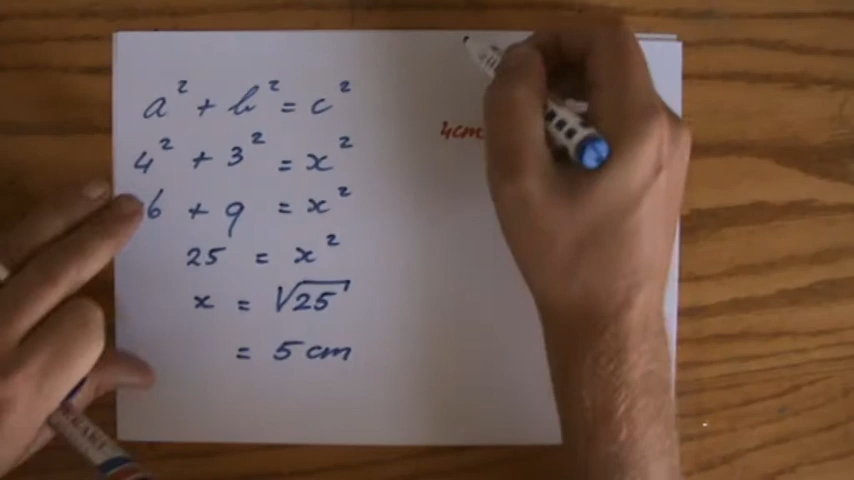 a² + b² = c²
4² + 3² = x²
6 + 9 = x²
25 = x²
x = √25
= 5 cm
4cm